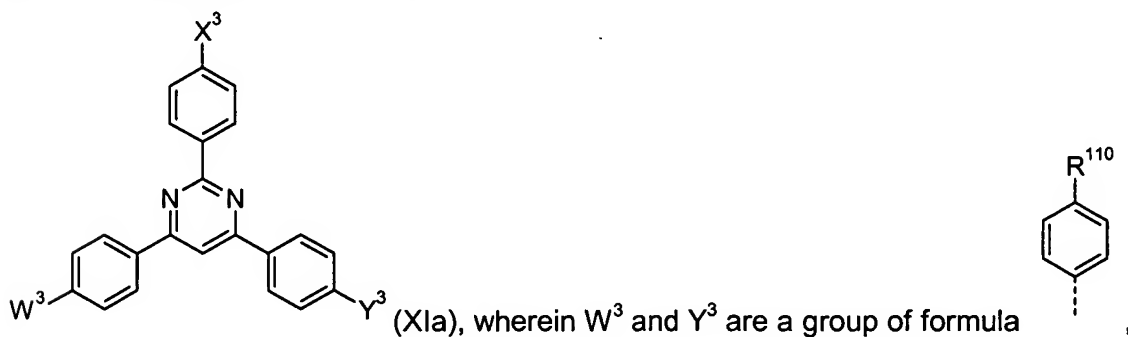 X³
N N
R¹¹⁰
W³ Y³ (XIa), wherein W³ and Y³ are a group of formula ,